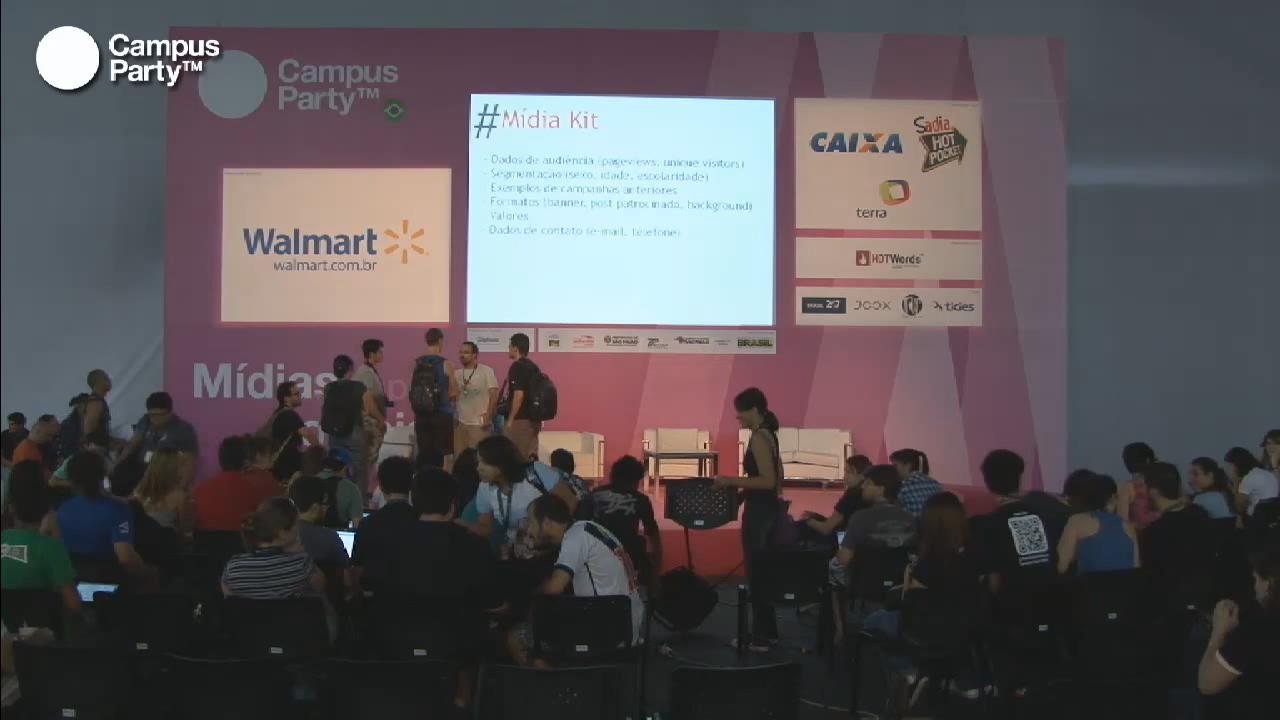 Campus
Party™
Campus
Party™
#Mídia Kit
- Dados de audiência (pageviews, unique visitors)
- Segmentação (sexo, idade, escolaridade)
- Exemplos de campanhas anteriores
- Formatos (banner, post patrocinado, background)
- Valores
- Dados de contato (e-mail, telefone)
Walmart
walmart.com.br
CAIXA
Sadia
HOT
POCKET
terra
HOTWords
JOOX
ticles
BRASIL
Mídias